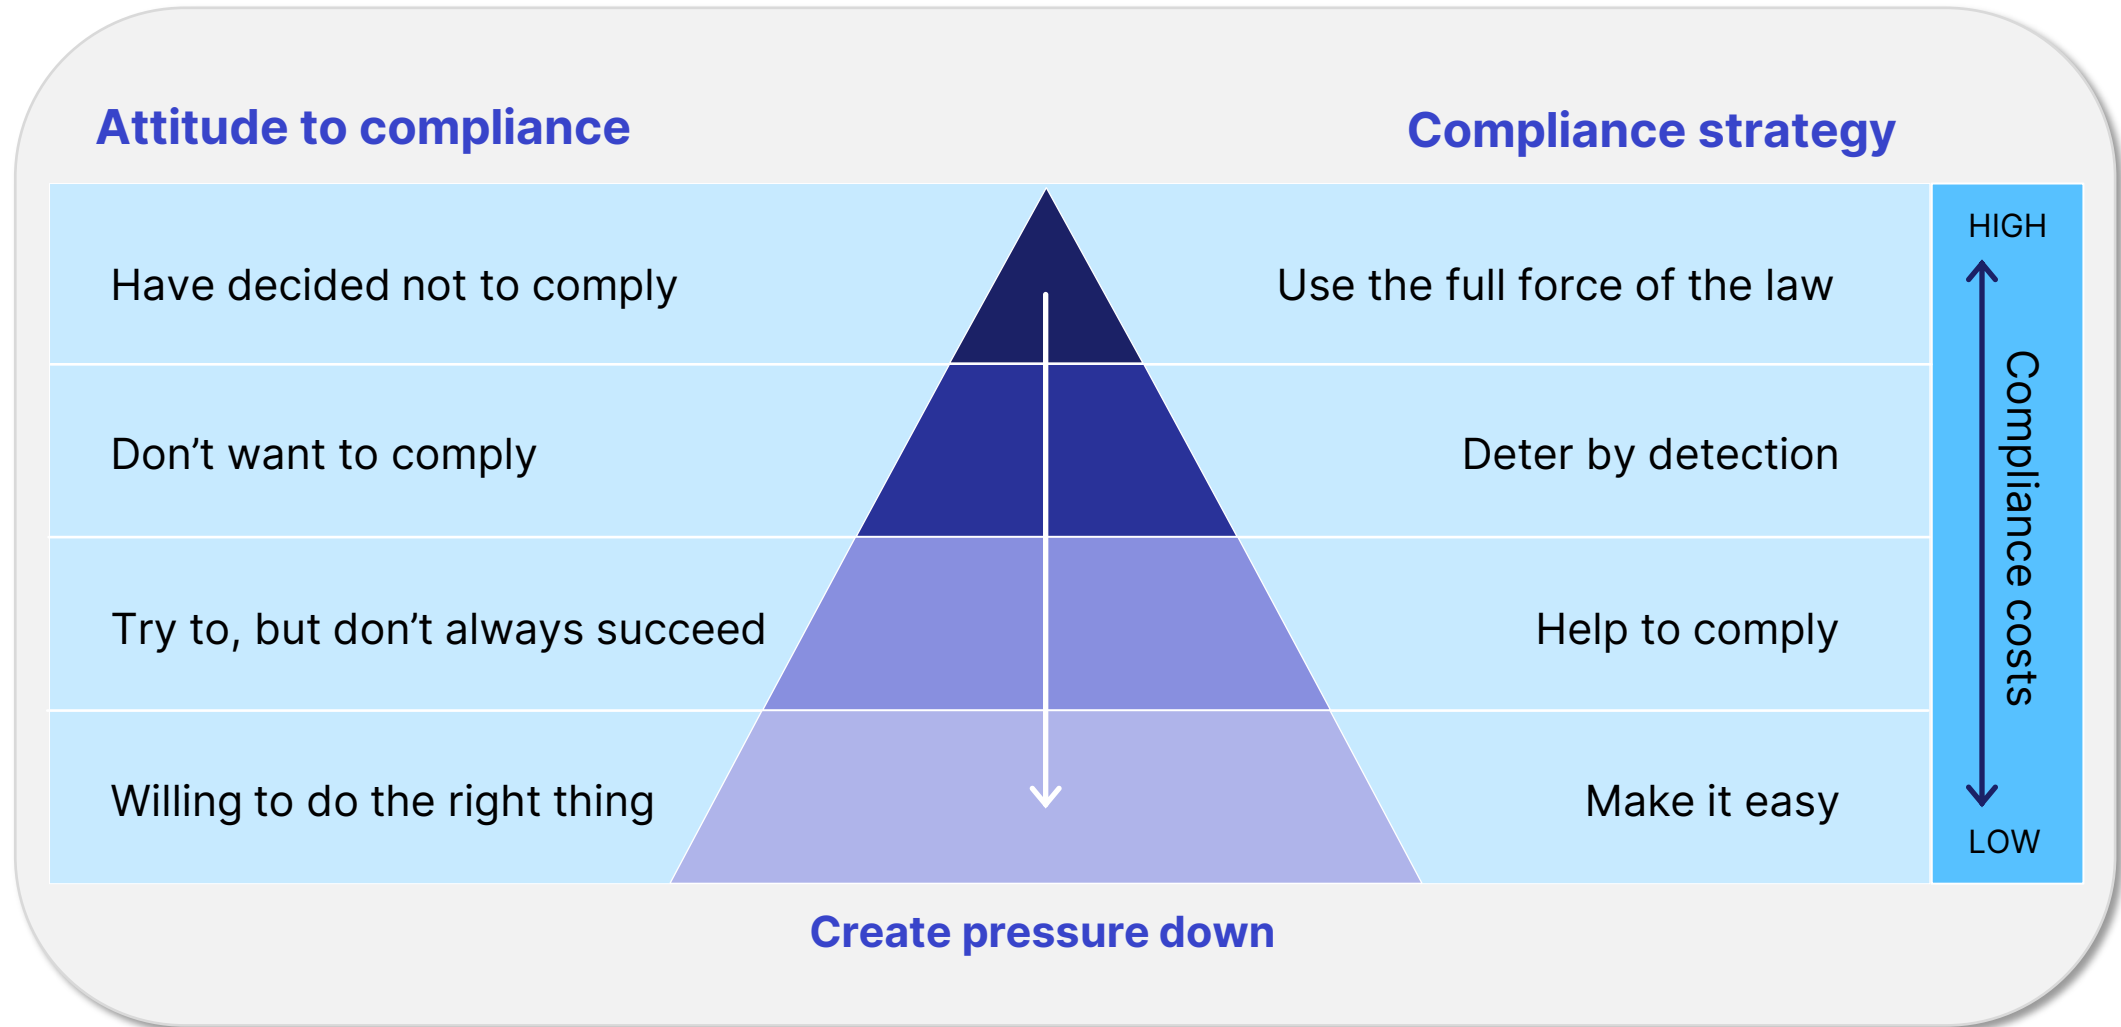 Attitude to compliance
Compliance strategy
Have decided not to comply
Use the full force of the law
HIGH
Don’t want to comply
Deter by detection
Compliance costs
Try to, but don’t always succeed
Help to comply
Willing to do the right thing
Make it easy
LOW
Create pressure down